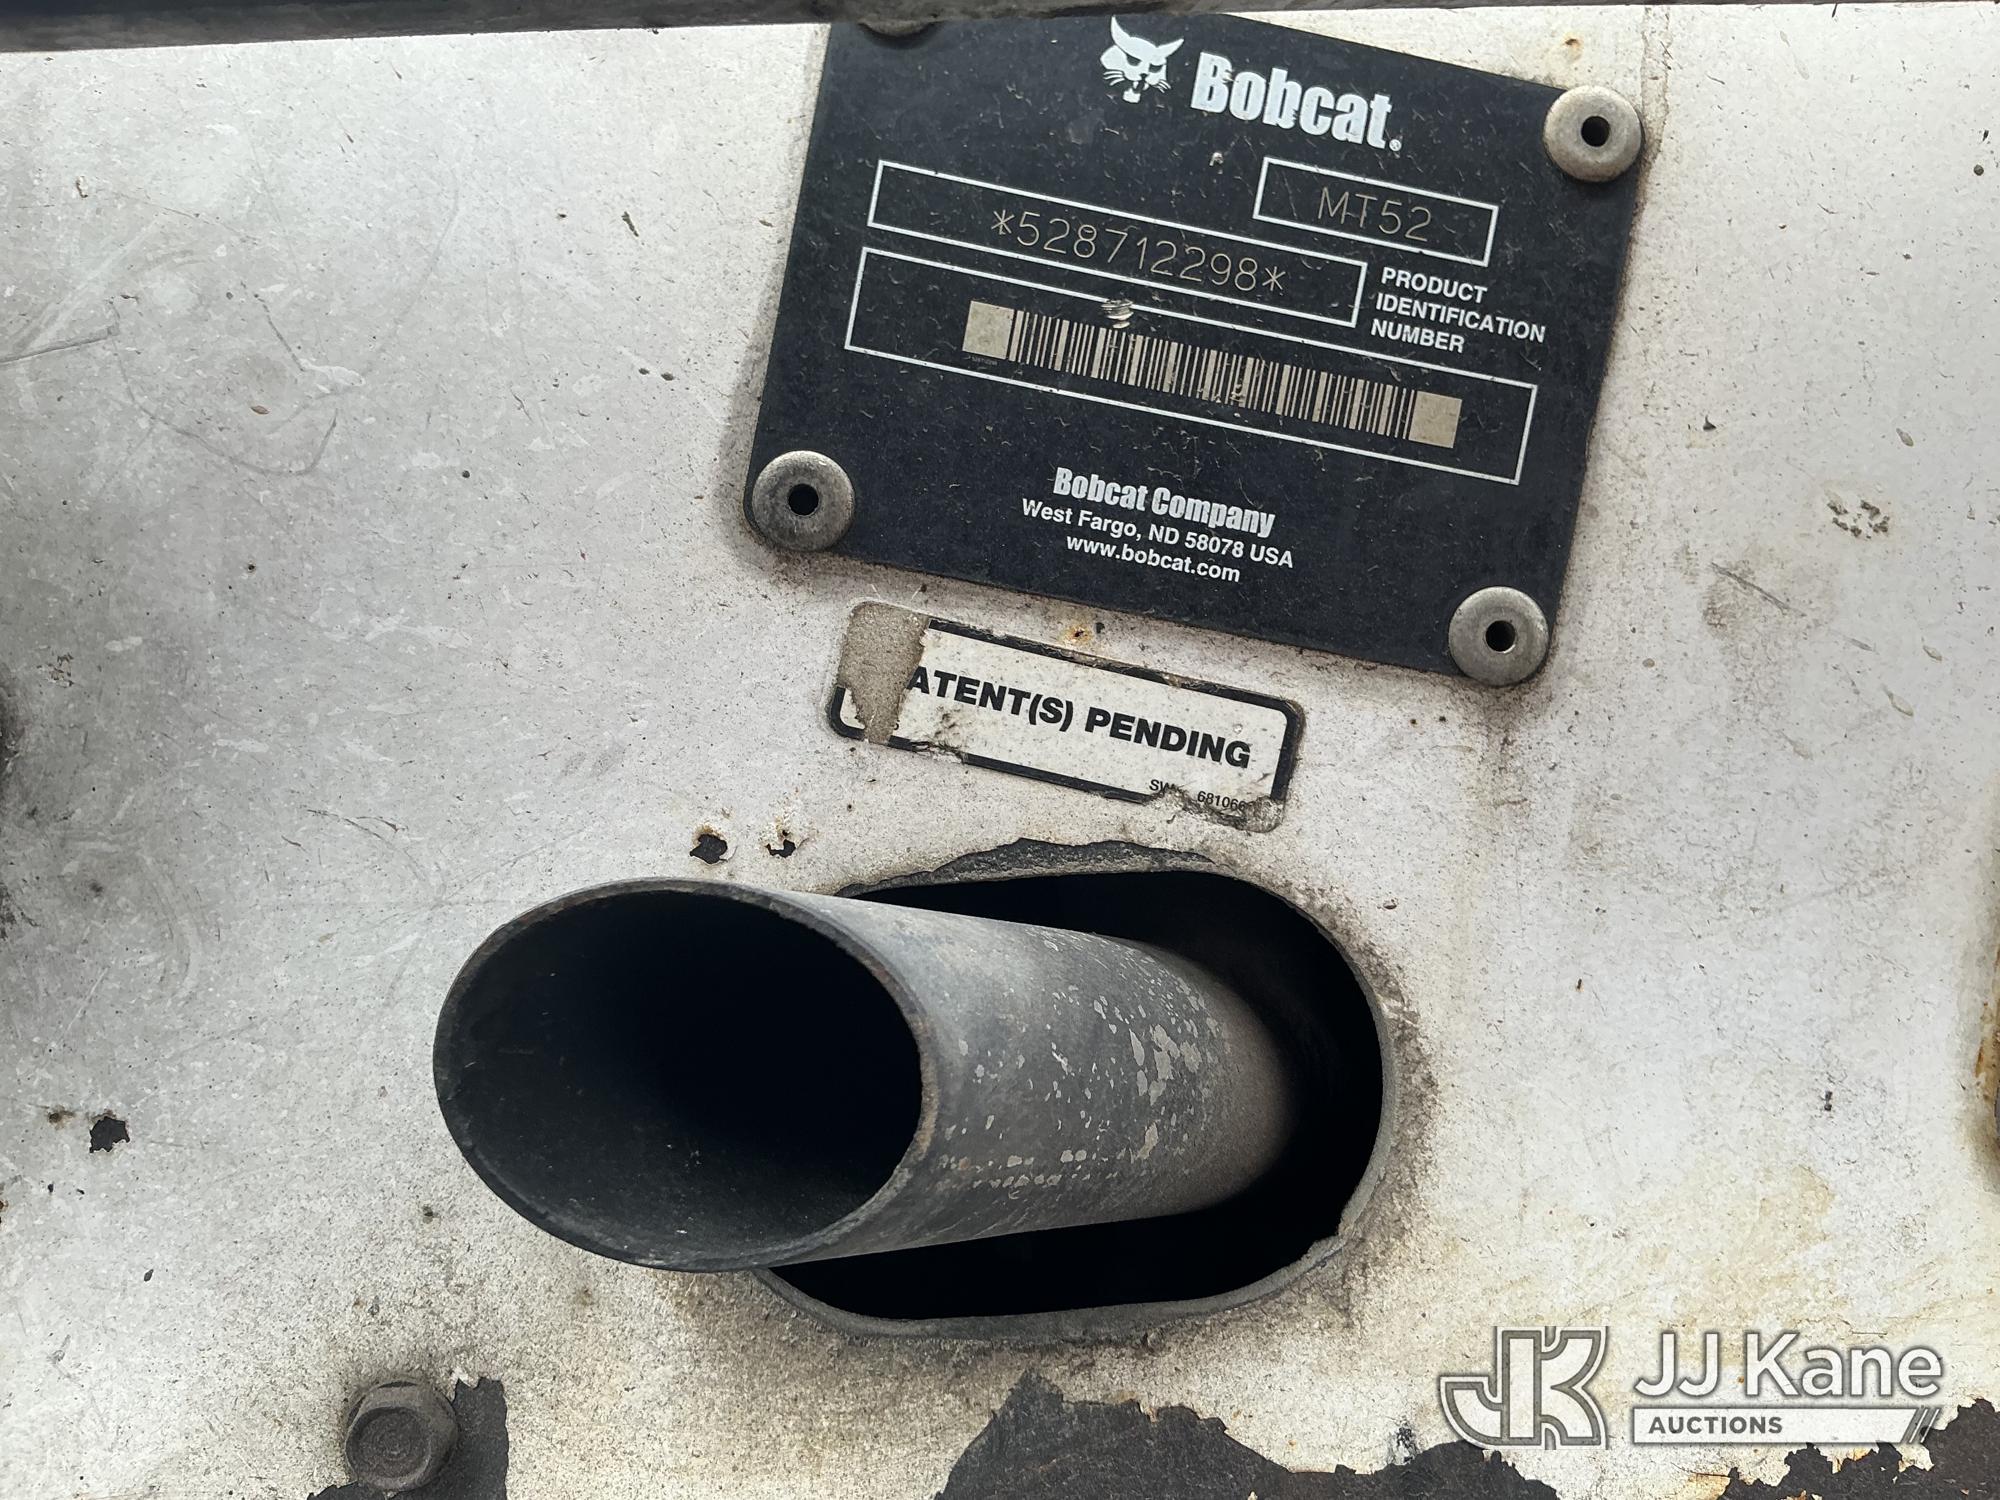 Bobcat®
MT52
*528712298*
PRODUCT
IDENTIFICATION
NUMBER
Bobcat Company
West Fargo, ND 58078 USA
www.bobcat.com
ATENT(S) PENDING
JJ Kane
AUCTIONS